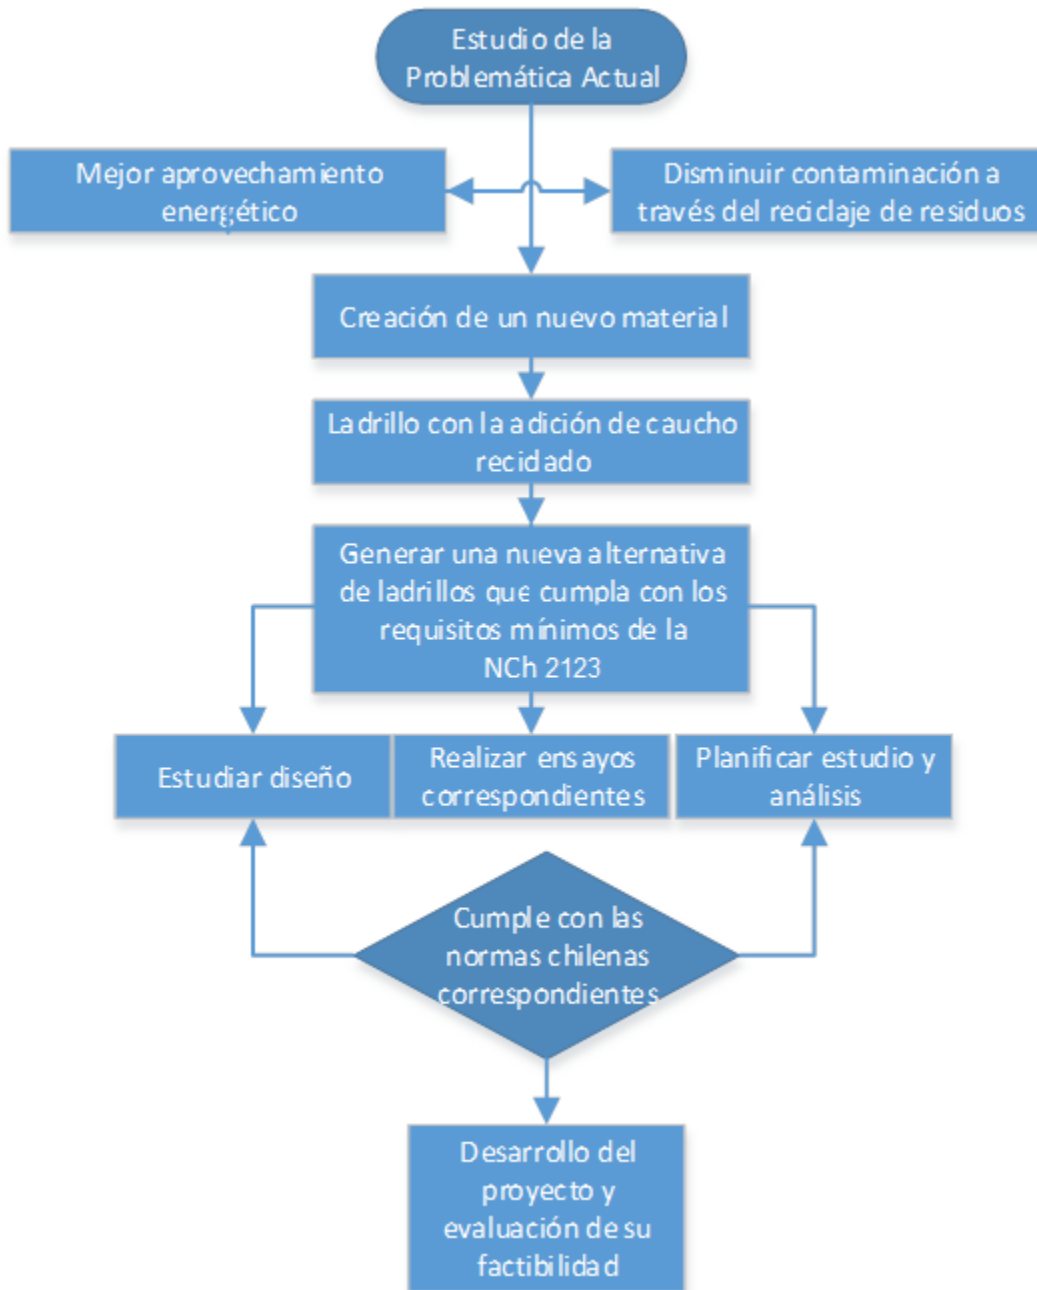 Estudio de la
Problemática Actual
Mejor aprovechamiento
energético
Disminuir contaminación a
través del reciclaje de residuos
Creación de un nuevo material
Ladrillo con la adición de caucho
recidado
Generar una nueva alternativa
de ladrillos que cumpla con los
requisitos mínimos de la
NCh 2123
Estudiar diseño
Realizar ensayos
correspondientes
Planificar estudio y
análisis
Cumple con las
normas chilenas
correspondientes
Desarrollo del
proyecto y
evaluación de su
factibilidad